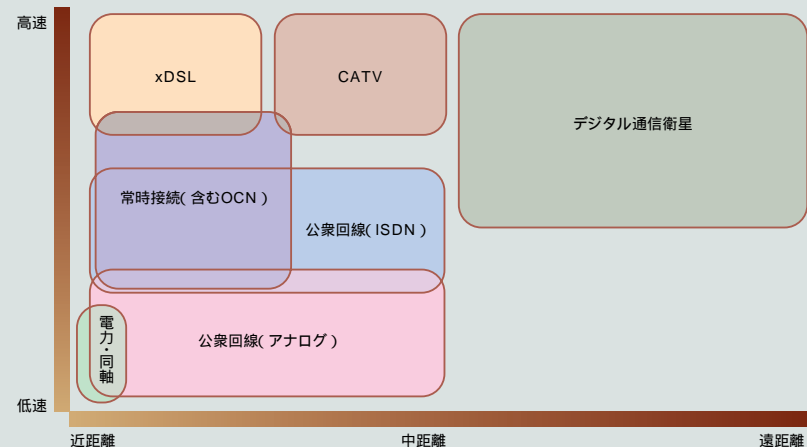 高速
xDSL
CATV
デジタル通信衛星
常時接続(含むOCN)
公衆回線(ISDN)
電力・同軸
公衆回線(アナログ)
低速
近距離
中距離
遠距離